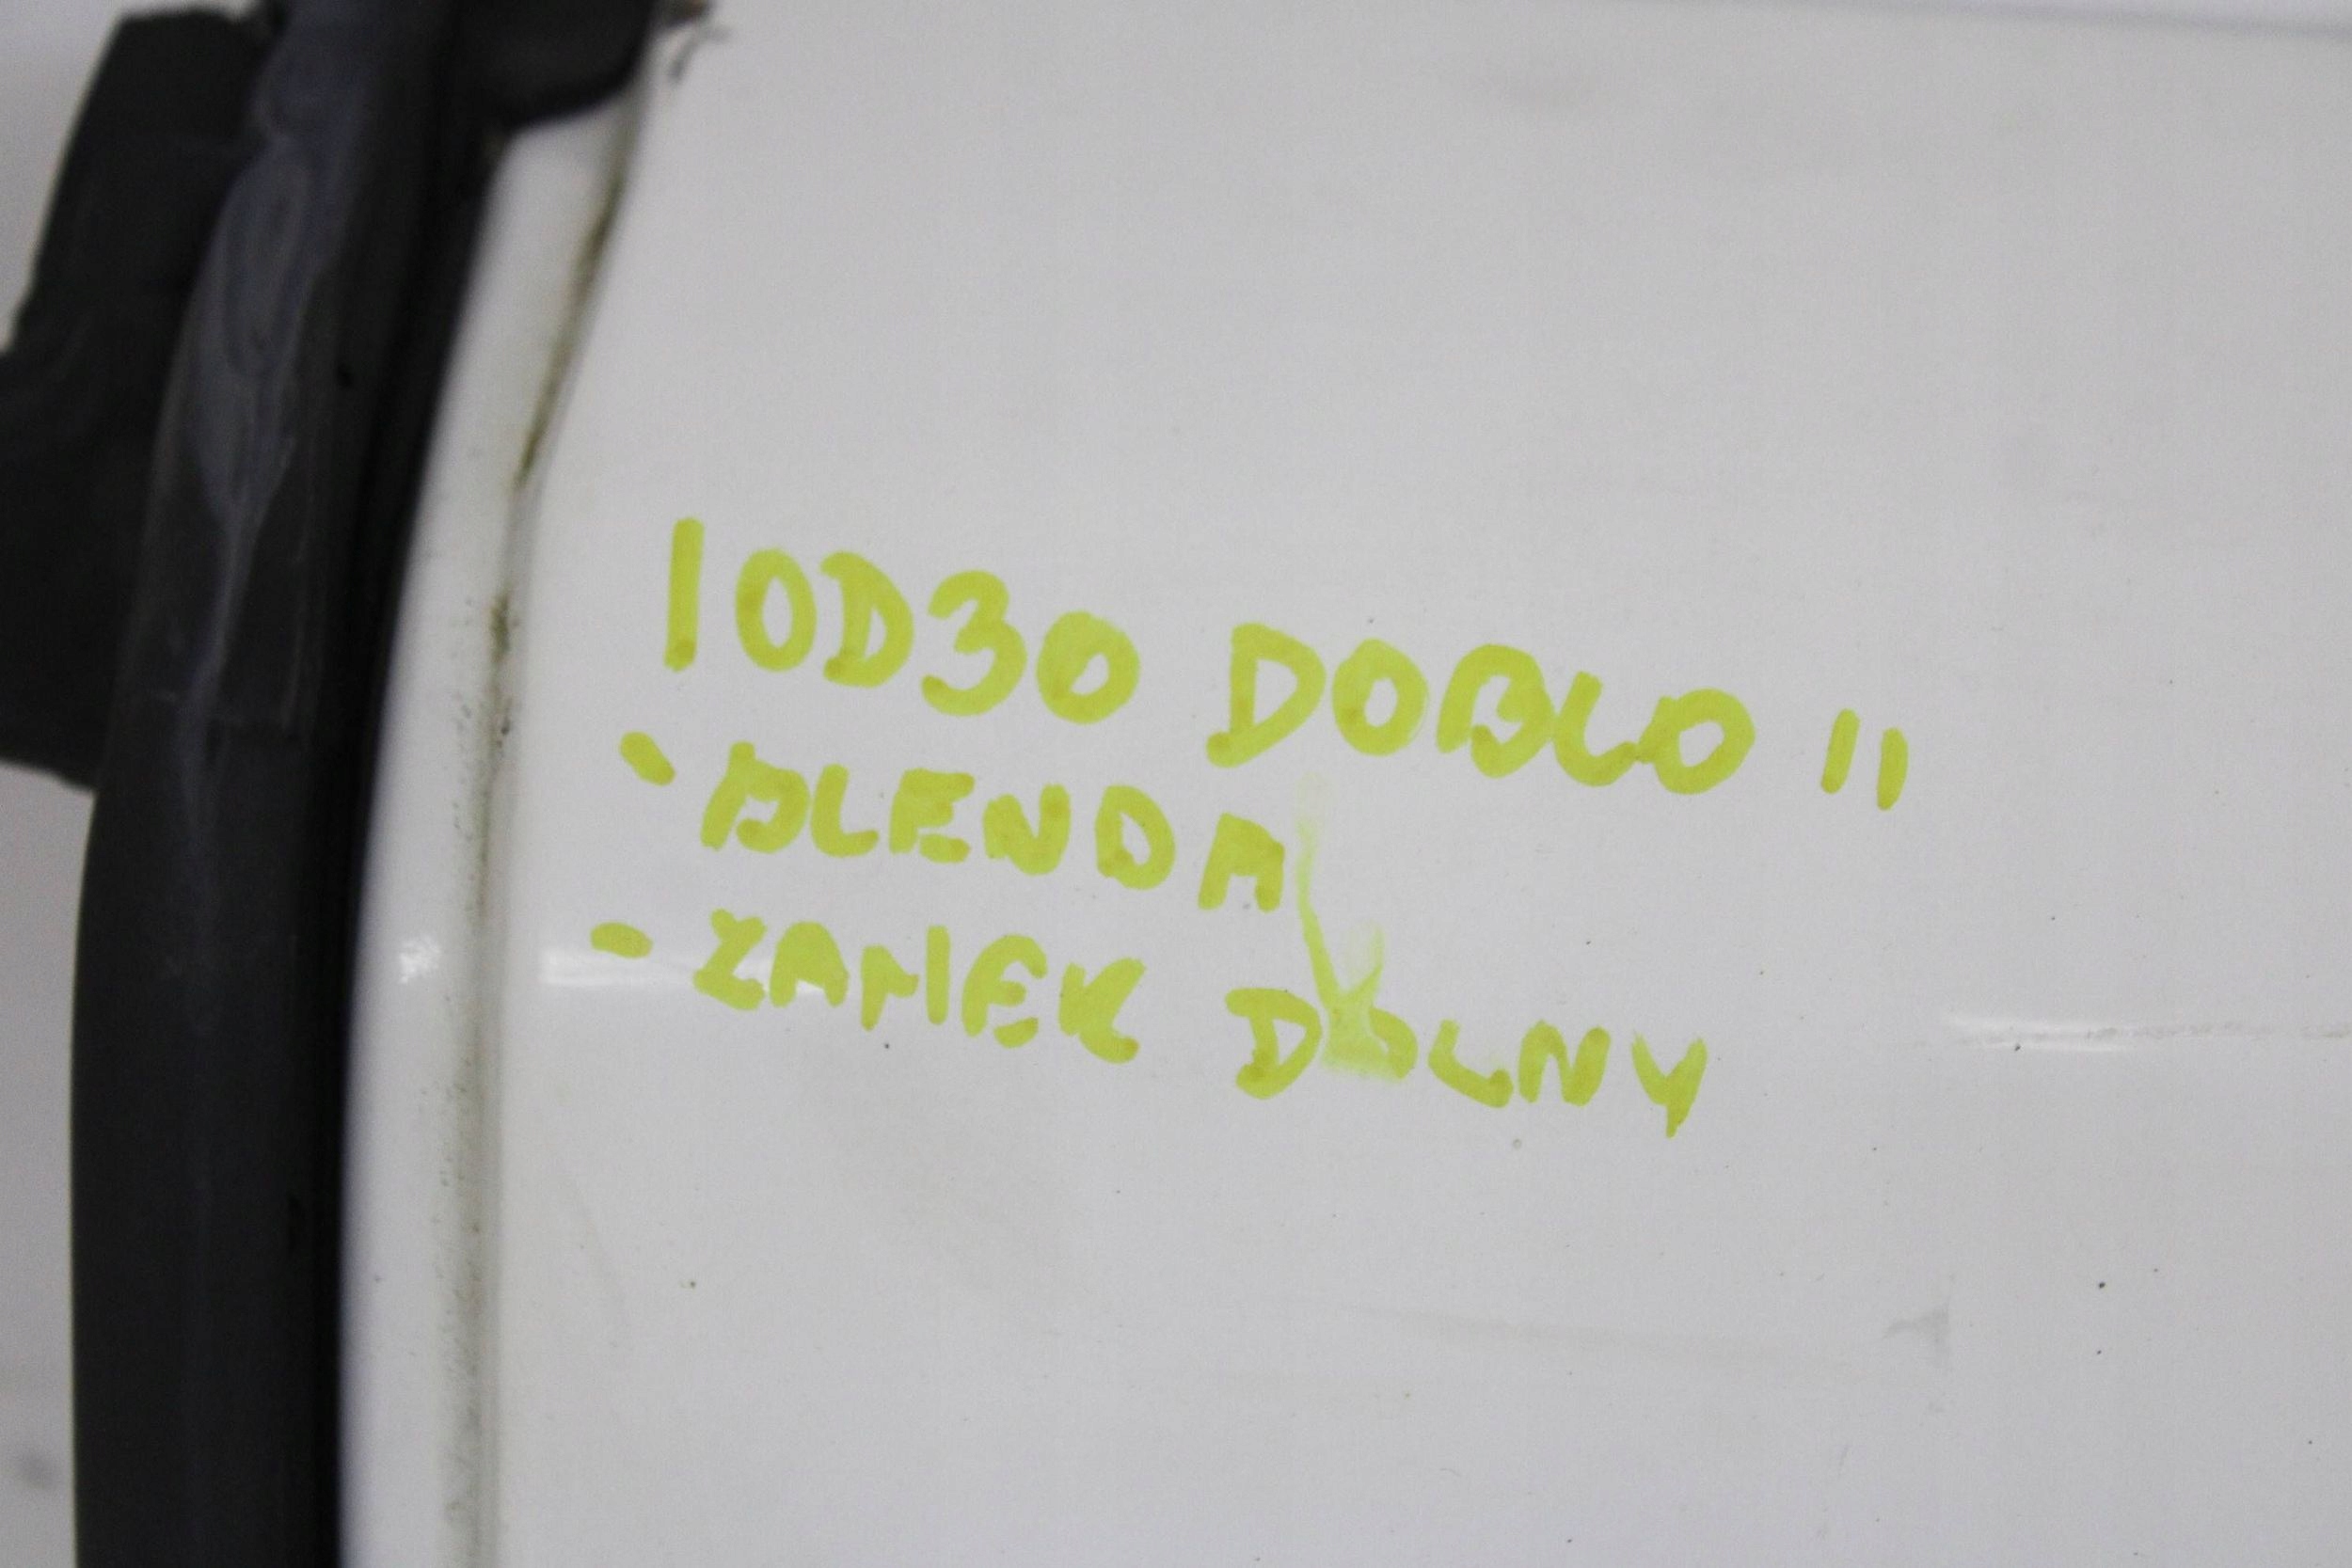 10D30 DOBLO II
- BLENDA
- ZAMEK DOLNY